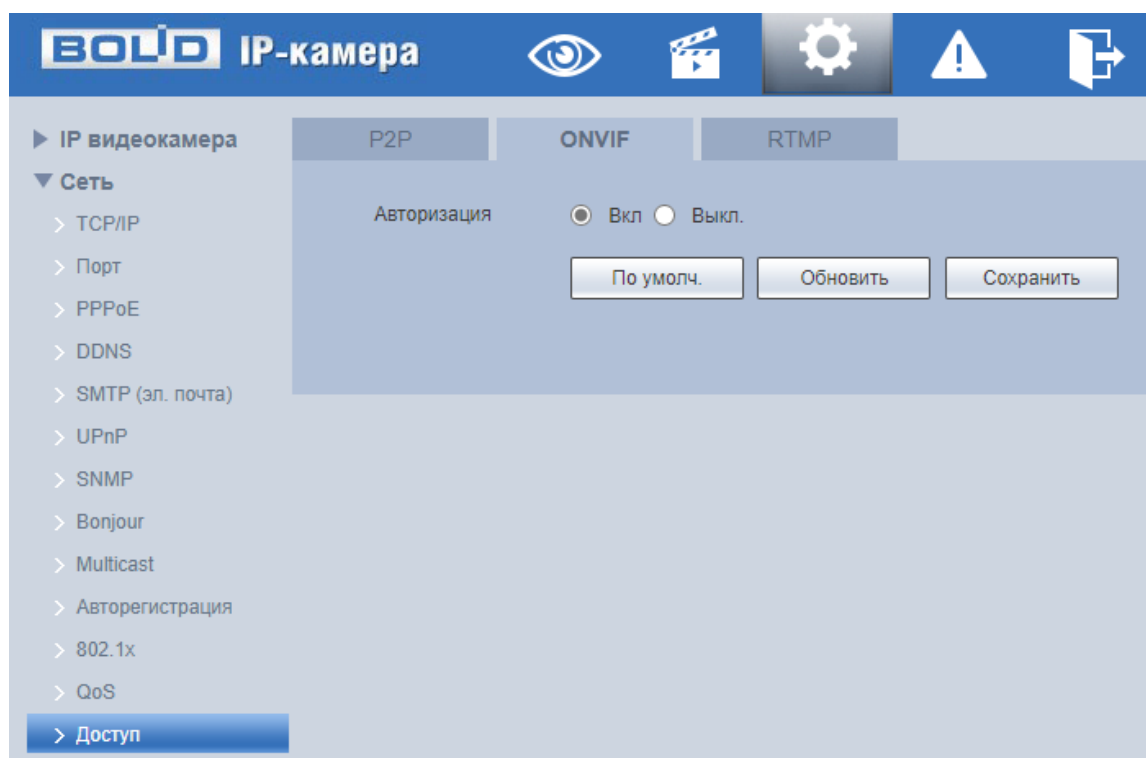 BOLID IP-камера
IP видеокамера
Сеть
TCP/IP
Порт
PPPoE
DDNS
SMTP (эл. почта)
UPnP
SNMP
Bonjour
Multicast
Авторегистрация
802.1x
QoS
Доступ
P2P ONVIF RTMP
Авторизация Вкл Выкл.
По умолч. Обновить Сохранить